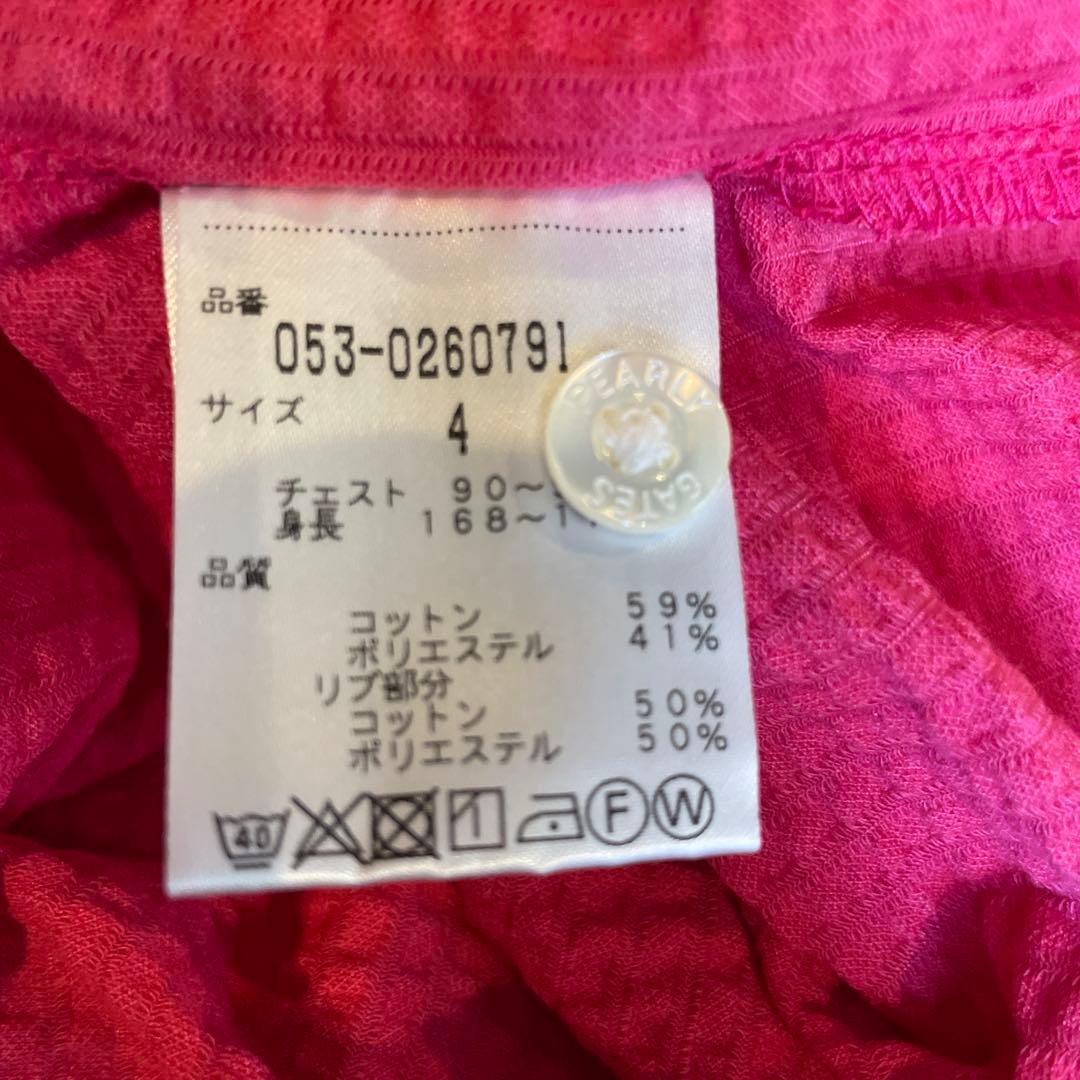 品番
053-0260791
サイズ 4
チェスト 90~
身長 168~1
品質
コットン 59%
ポリエステル 41%
リブ部分
コットン 50%
ポリエステル 50%
40 F W
PEARLY
GATES